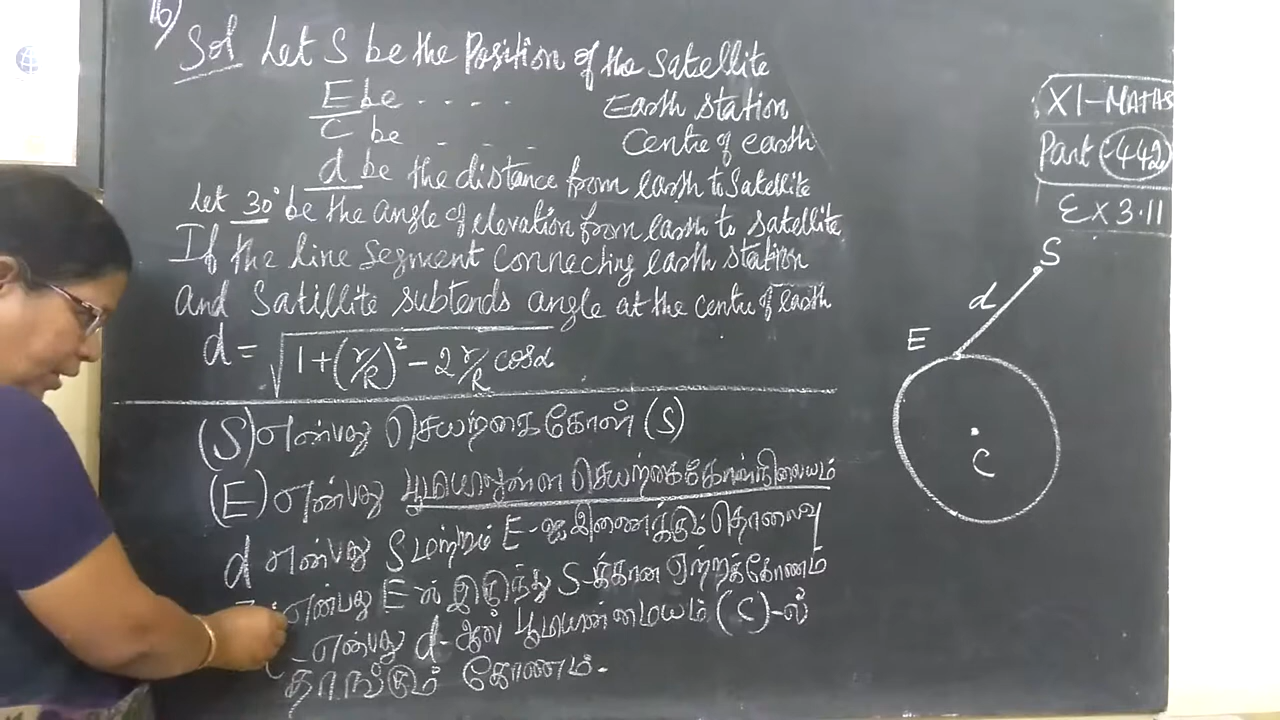 16)
Sol Let S be the Position of the Satellite
E be . . . . Earth station
C be - - - Centre of earth
d be the distance from earth to Satellite
Let 30° be the angle of elevation from earth to satellite
If the line Segment Connecting earth station
and Satillite subtends angle at the centre of earth
d = √1+(r/R)² - 2 r/R cosα
(S) என்பது செயற்கை கோள் (S)
(E) என்பது பூமியிலுள்ள செயற்கைக்கோள் நிலையம்
d என்பது S மற்றும் E-ஐ இணைக்கும் தொலைவு
என்பது E-ல் இருந்து S-க்கான ஏற்றக்கோணம்
என்பது d-ஆல் பூமியின் மையம் (C)-ல்
தாங்கும் கோணம்.
XI-MATHS
Part (-442)
Ex 3.11
S
d
E
C